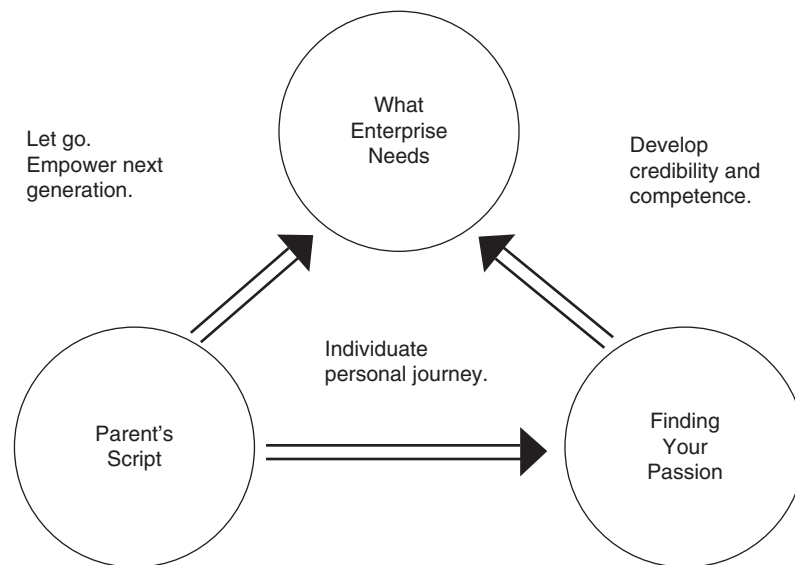 What
Enterprise
Needs
Let go.
Empower next
generation.
Develop
credibility and
competence.
Individuate
personal journey.
Parent’s
Script
Finding
Your
Passion